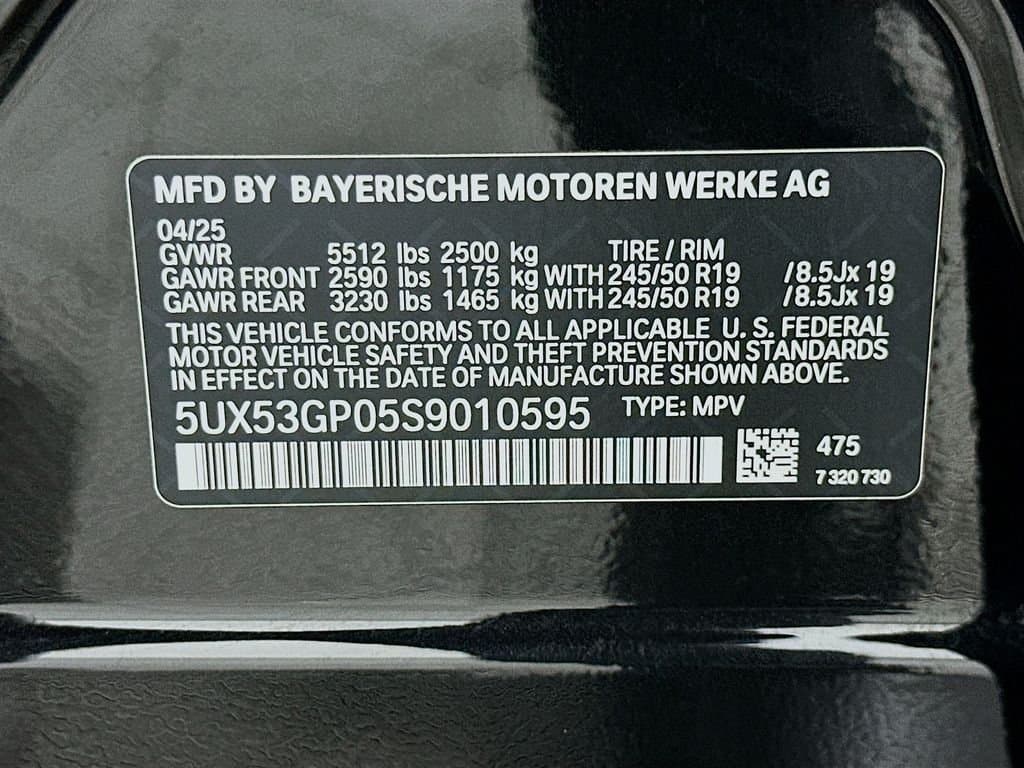 MFD BY BAYERISCHE MOTOREN WERKE AG
04/25
GVWR 5512 lbs 2500 kg TIRE / RIM
GAWR FRONT 2590 lbs 1175 kg WITH 245/50 R19 /8.5Jx 19
GAWR REAR 3230 lbs 1465 kg WITH 245/50 R19 /8.5Jx 19
THIS VEHICLE CONFORMS TO ALL APPLICABLE U. S. FEDERAL
MOTOR VEHICLE SAFETY AND THEFT PREVENTION STANDARDS
IN EFFECT ON THE DATE OF MANUFACTURE SHOWN ABOVE.
5UX53GP05S9010595 TYPE: MPV
475
7 320 730